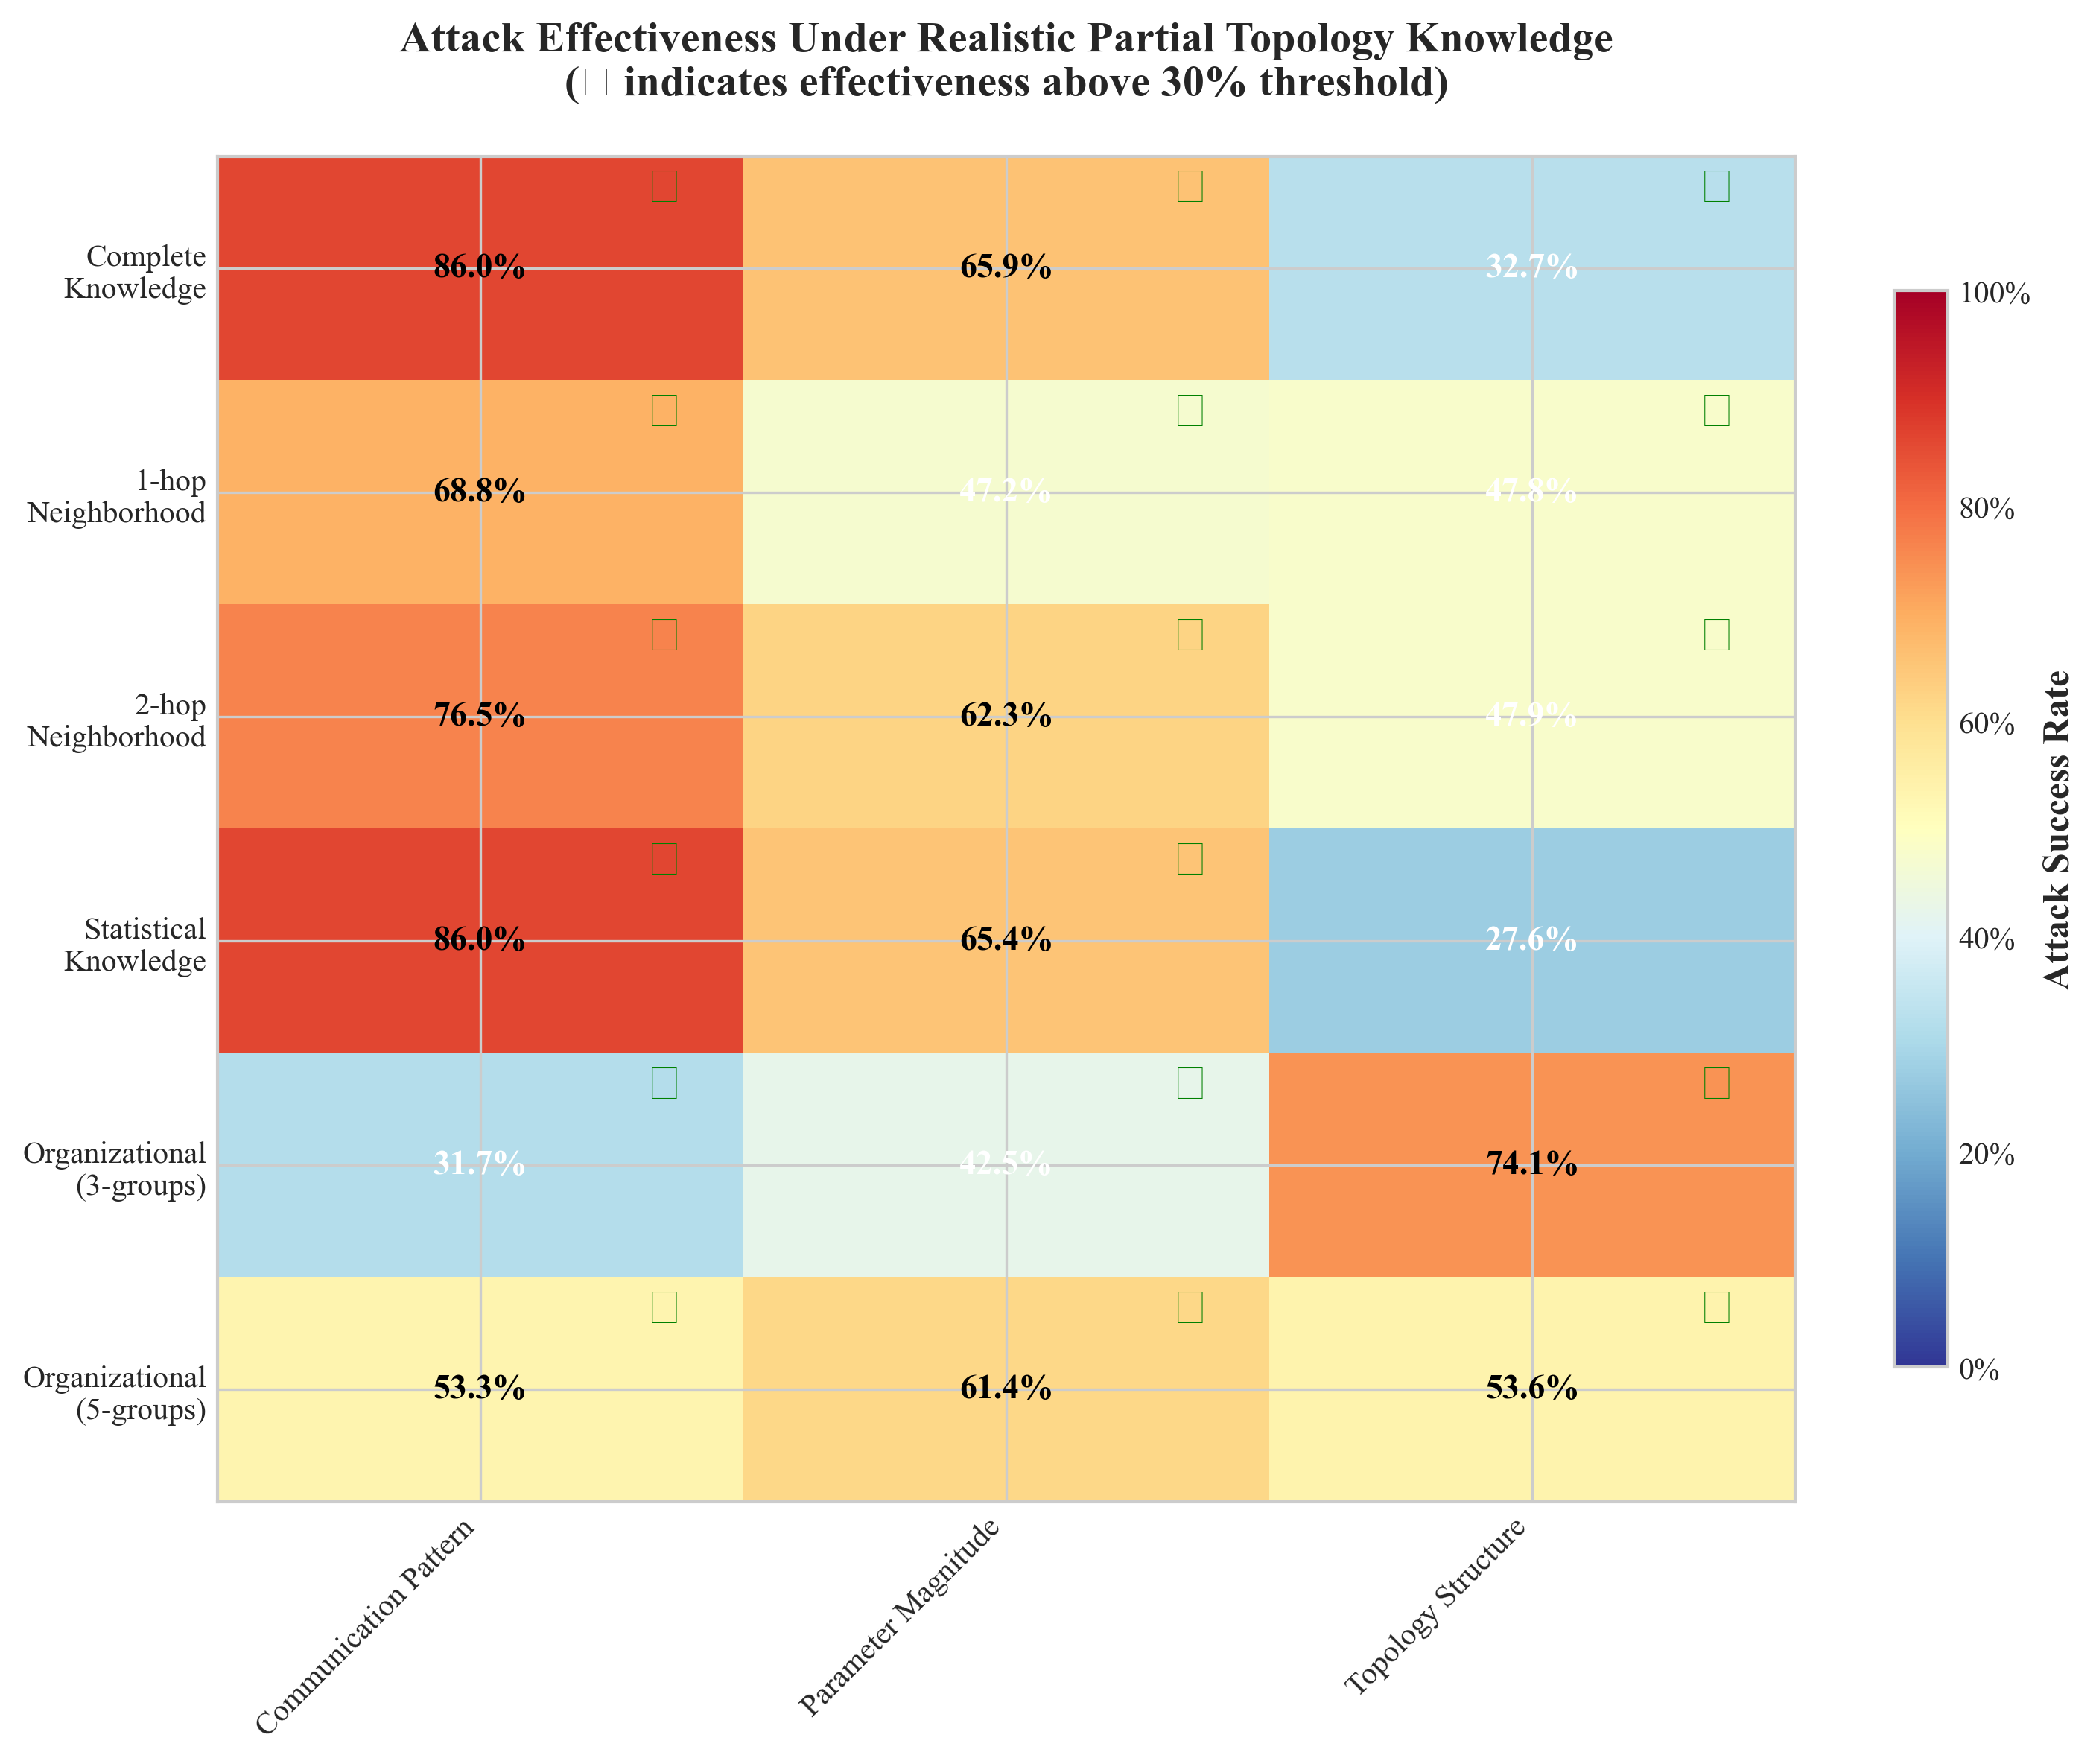 Attack Effectiveness Under Realistic Partial Topology Knowledge
(□ indicates effectiveness above 30% threshold)
Complete
Knowledge
86.0%
65.9%
32.7%
1-hop
Neighborhood
68.8%
47.2%
47.8%
2-hop
Neighborhood
76.5%
62.3%
47.9%
Statistical
Knowledge
86.0%
65.4%
27.6%
Organizational
(3-groups)
31.7%
42.5%
74.1%
Organizational
(5-groups)
53.3%
61.4%
53.6%
Communication Pattern
Parameter Magnitude
Topology Structure
100%
80%
60%
40%
20%
0%
Attack Success Rate